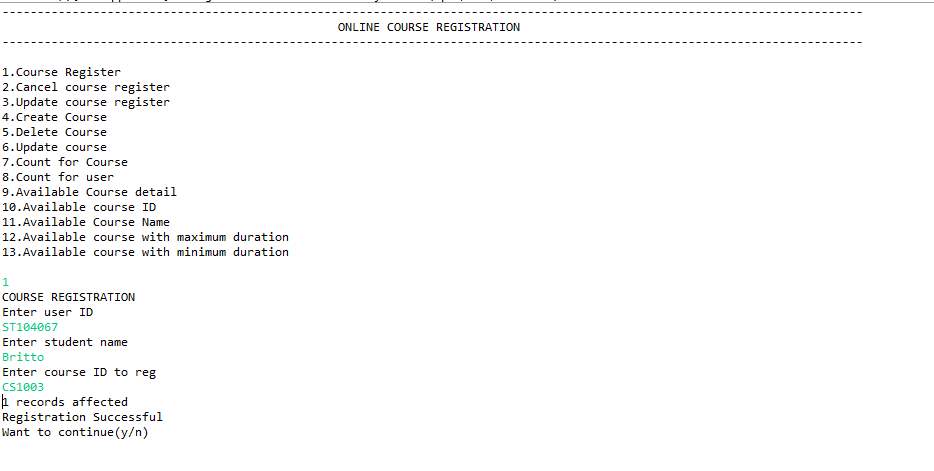 ---------------------------------------------------------------------------------------------------------------------------
ONLINE COURSE REGISTRATION
---------------------------------------------------------------------------------------------------------------------------
1.Course Register
2.Cancel course register
3.Update course register
4.Create Course
5.Delete Course
6.Update course
7.Count for Course
8.Count for user
9.Available Course detail
10.Available course ID
11.Available Course Name
12.Available course with maximum duration
13.Available course with minimum duration
1
COURSE REGISTRATION
Enter user ID
ST104067
Enter student name
Britto
Enter course ID to reg
CS1003
1 records affected
Registration Successful
Want to continue(y/n)